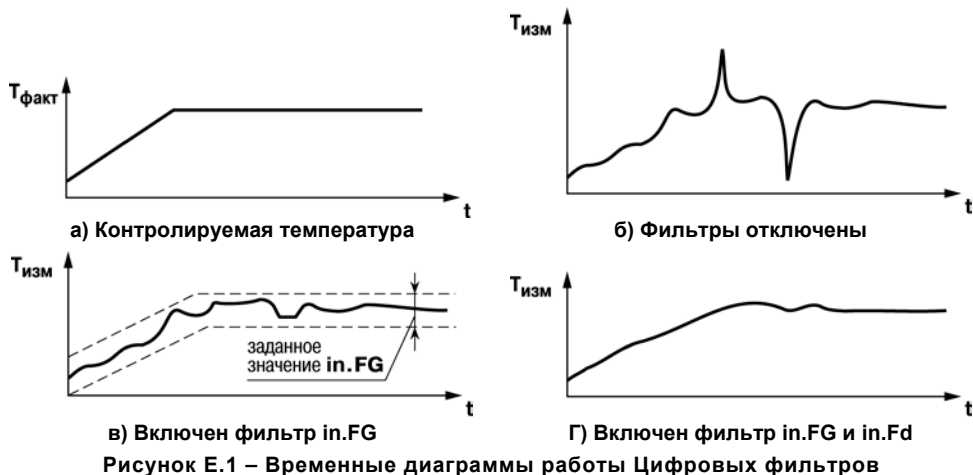 Tфакт
t
а) Контролируемая температура
Tизм
t
б) Фильтры отключены
Tизм
заданное
значение in.FG
t
в) Включен фильтр in.FG
Tизм
t
Г) Включен фильтр in.FG и in.Fd
Рисунок Е.1 – Временные диаграммы работы Цифровых фильтров